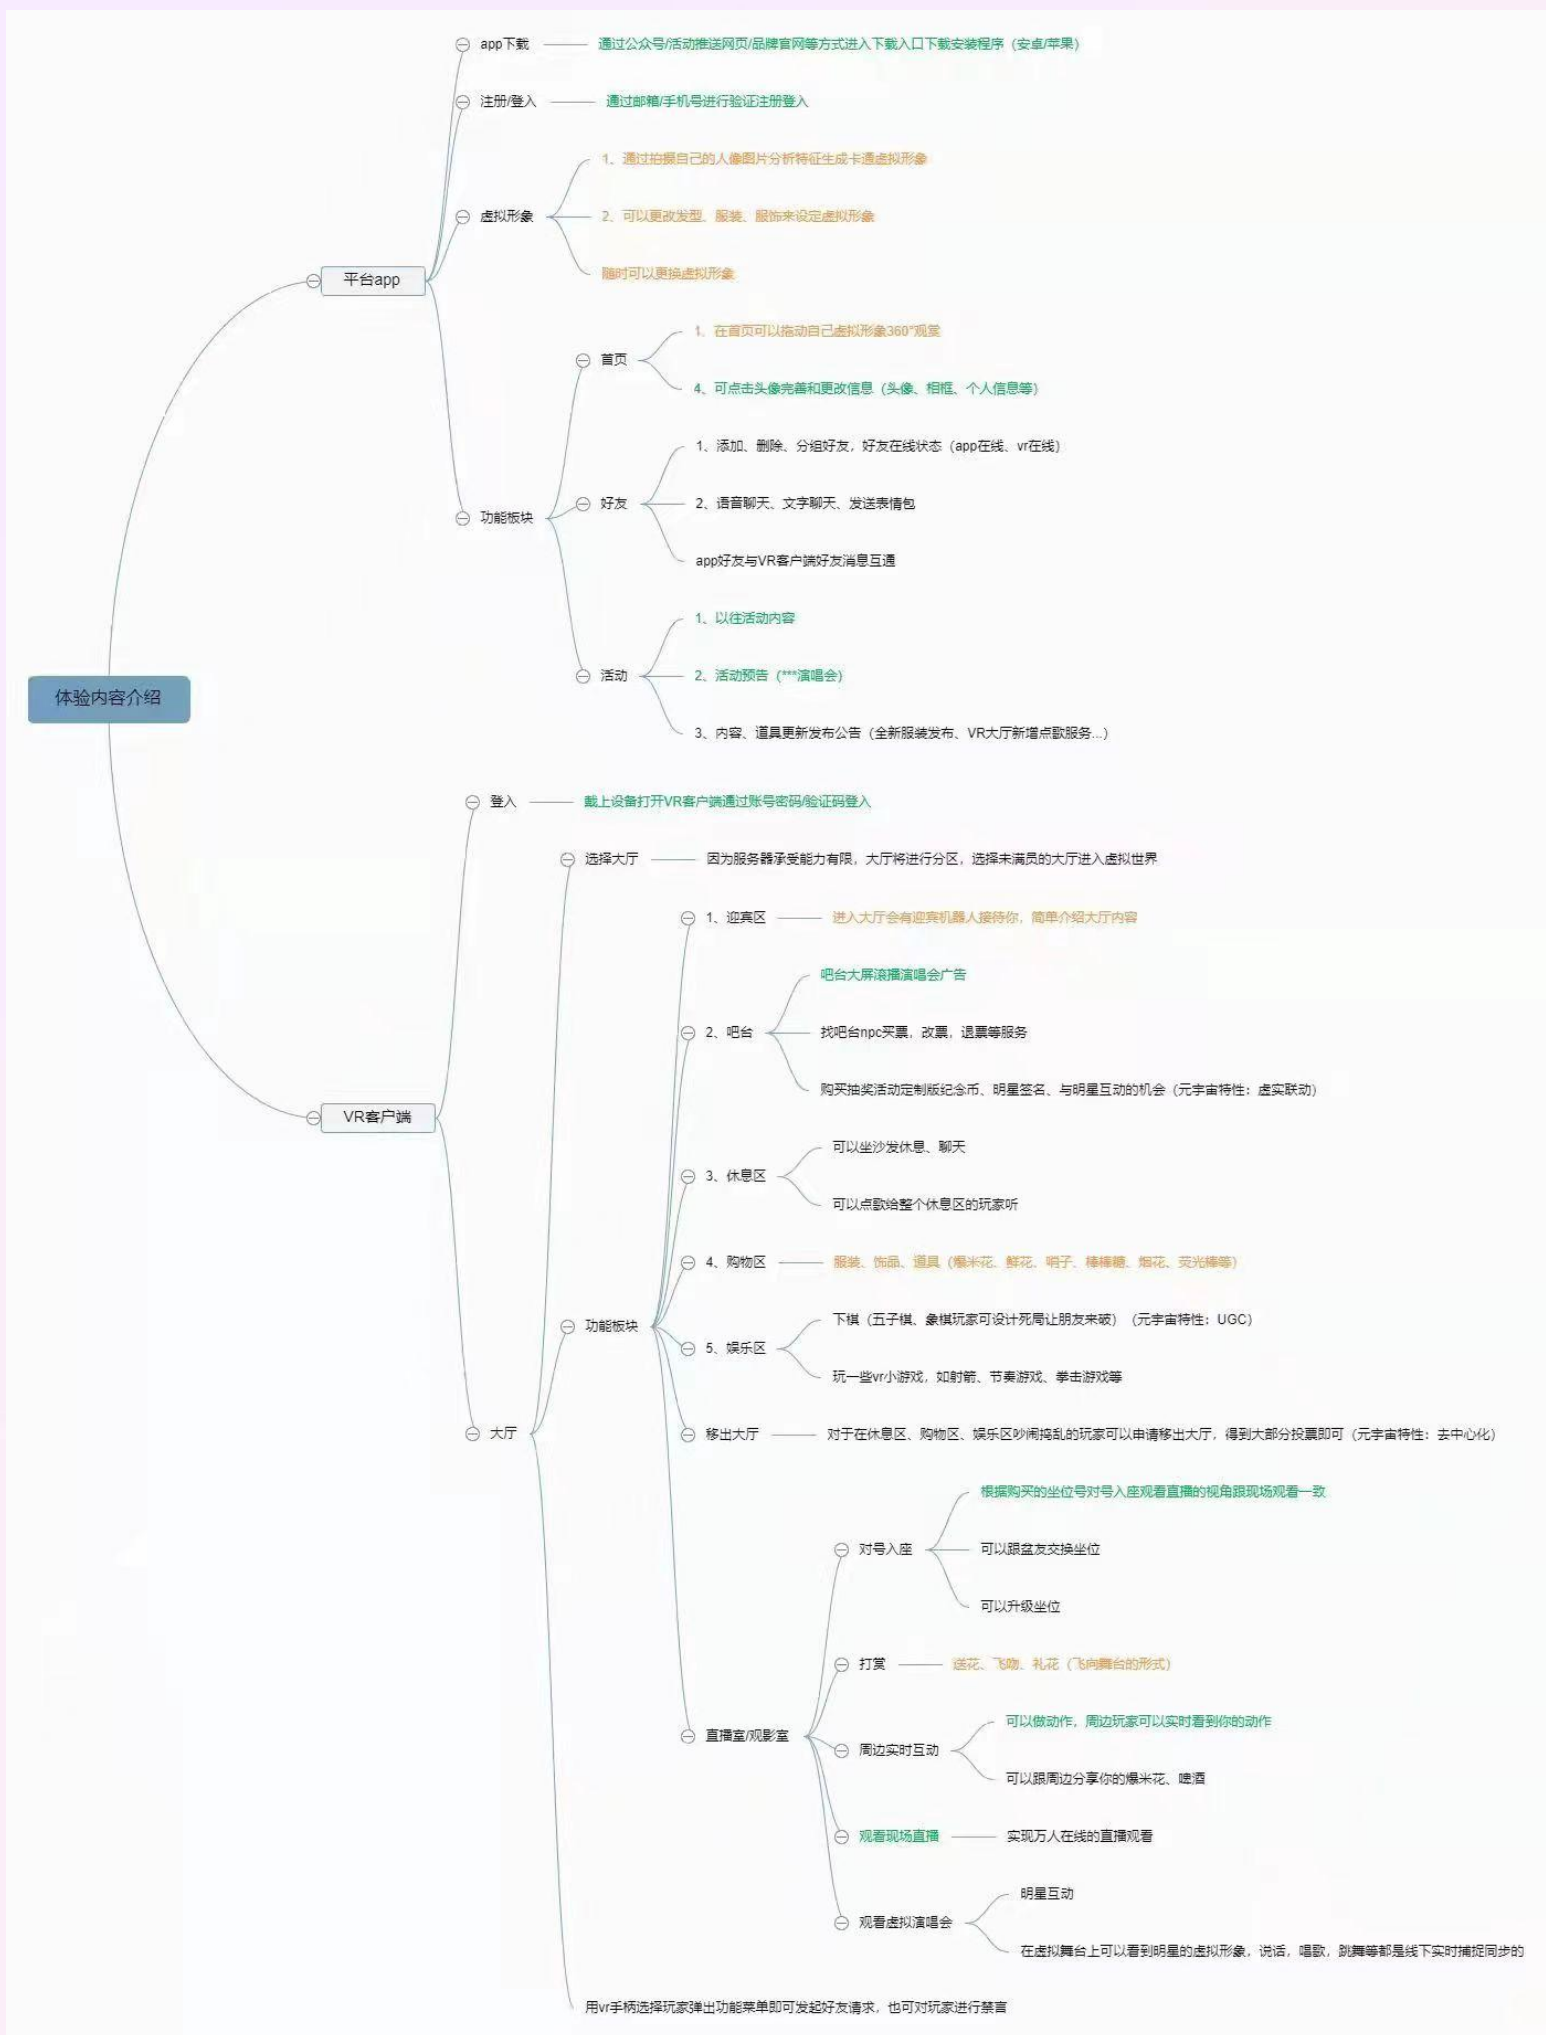 app下载
通过公众号/活动推送网页/品牌官网等方式进入下载入口下载安装程序（安卓/苹果）
注册/登入
通过邮箱/手机号进行验证注册登入
1、通过拍摄自己的人像图片分析特征生成卡通虚拟形象
虚拟形象
2、可以更改发型、服装、服饰来设定虚拟形象
随时可以更换虚拟形象
平台app
1、在首页可以拖动自己虚拟形象360°观赏
首页
4、可点击头像完善和更改信息（头像、相框、个人信息等）
1、添加、删除、分组好友，好友在线状态（app在线、vr在线）
好友
2、语音聊天、文字聊天、发送表情包
功能板块
app好友与VR客户端好友消息互通
1、以往活动内容
活动
2、活动预告（***演唱会）
3、内容、道具更新发布公告（全新服装发布、VR大厅新增点歌服务...）
体验内容介绍
登入
戴上设备打开VR客户端通过账号密码/验证码登入
选择大厅
因为服务器承受能力有限，大厅将进行分区，选择未满员的大厅进入虚拟世界
1、迎宾区
进入大厅会有迎宾机器人接待你，简单介绍大厅内容
吧台大屏滚播演唱会广告
2、吧台
找吧台npc买票，改票，退票等服务
购买抽奖活动定制版纪念币、明星签名、与明星互动的机会（元宇宙特性：虚实联动）
VR客户端
可以坐沙发休息、聊天
3、休息区
可以点歌给整个休息区的玩家听
4、购物区
服装、饰品、道具（爆米花、鲜花、哨子、棒棒糖、烟花、荧光棒等）
功能板块
下棋（五子棋、象棋玩家可设计死局让朋友来破）（元宇宙特性：UGC）
5、娱乐区
玩一些vr小游戏，如射箭、节奏游戏、拳击游戏等
大厅
移出大厅
对于在休息区、购物区、娱乐区吵闹捣乱的玩家可以申请移出大厅，得到大部分投票即可（元宇宙特性：去中心化）
根据购买的坐位号对号入座观看直播的视角跟现场观看一致
对号入座
可以跟盆友交换坐位
可以升级坐位
打赏
送花、飞吻、礼花（飞向舞台的形式）
直播室/观影室
可以做动作，周边玩家可以实时看到你的动作
周边实时互动
可以跟周边分享你的爆米花、啤酒
观看现场直播
实现万人在线的直播观看
明星互动
观看虚拟演唱会
在虚拟舞台上可以看到明星的虚拟形象，说话，唱歌，跳舞等都是线下实时捕捉同步的
用vr手柄选择玩家弹出功能菜单即可发起好友请求，也可对玩家进行禁言